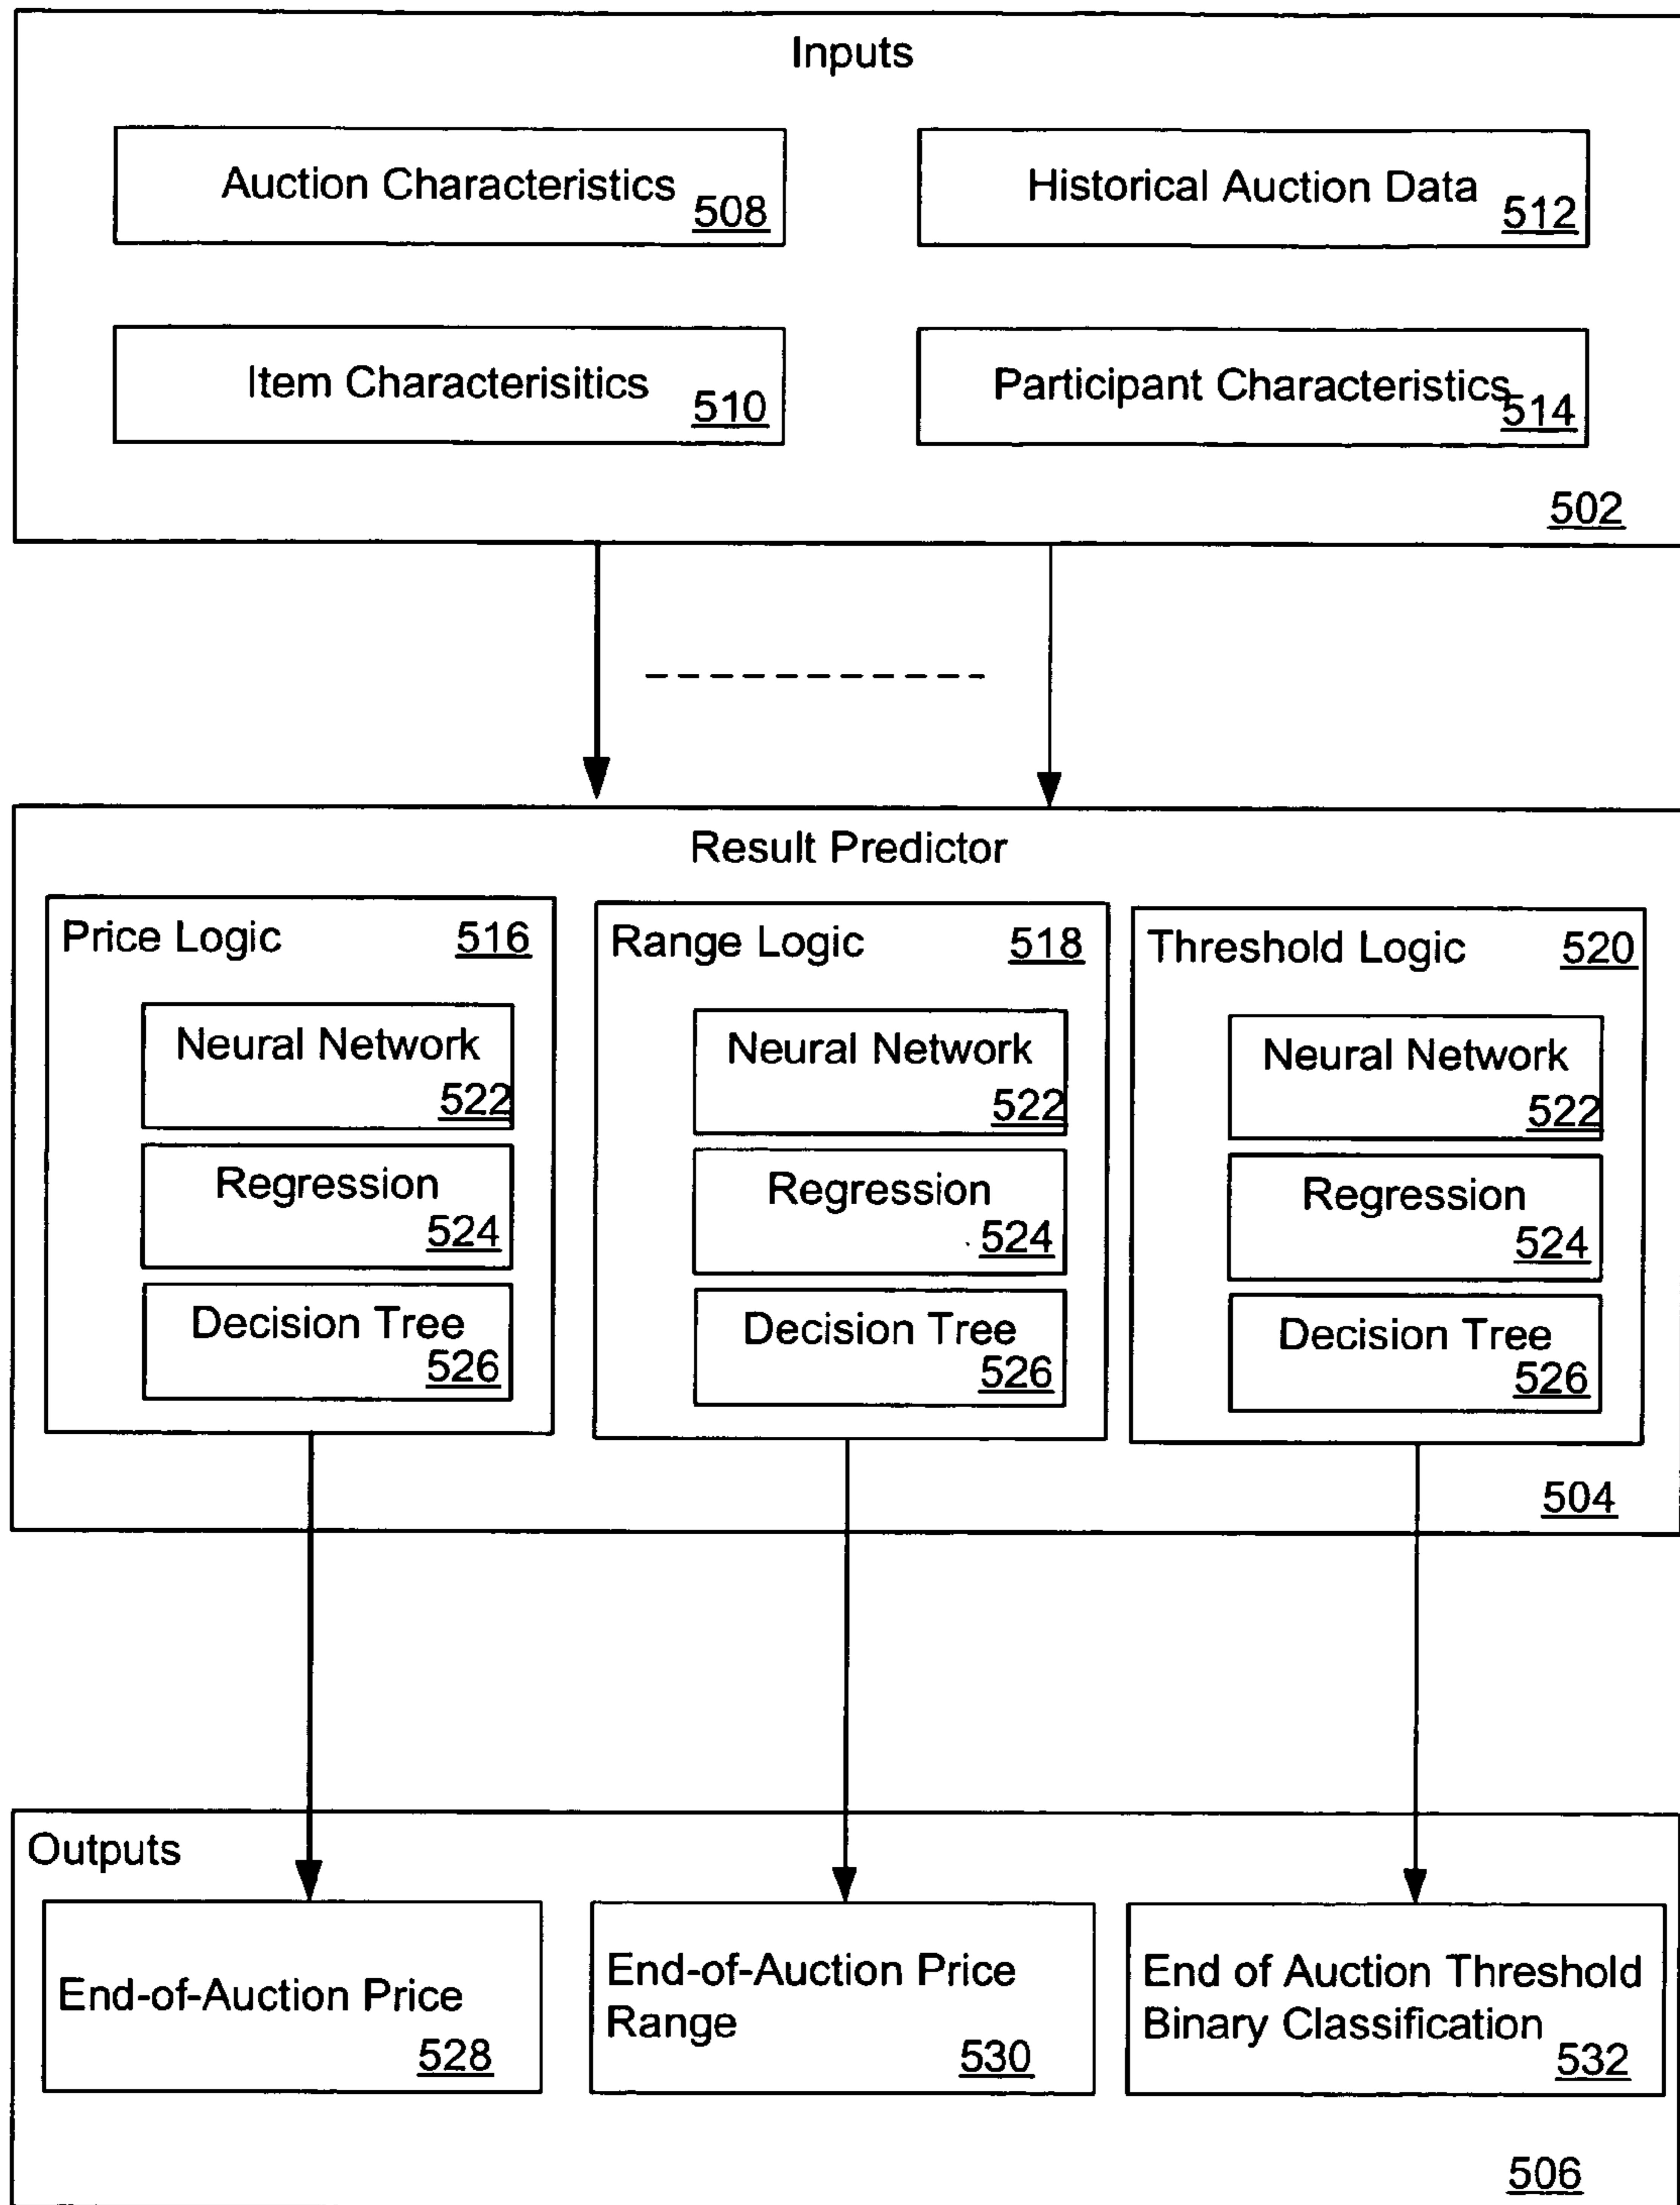 Inputs
Auction Characteristics
508
Historical Auction Data
512
Item Characterisitics
510
Participant Characteristics
514
502
Result Predictor
Price Logic 516
Neural Network
522
Regression
524
Decision Tree
526
Range Logic 518
Neural Network
522
Regression
524
Decision Tree
526
Threshold Logic 520
Neural Network
522
Regression
524
Decision Tree
526
504
Outputs
End-of-Auction Price
528
End-of-Auction Price
Range
530
End of Auction Threshold
Binary Classification
532
506